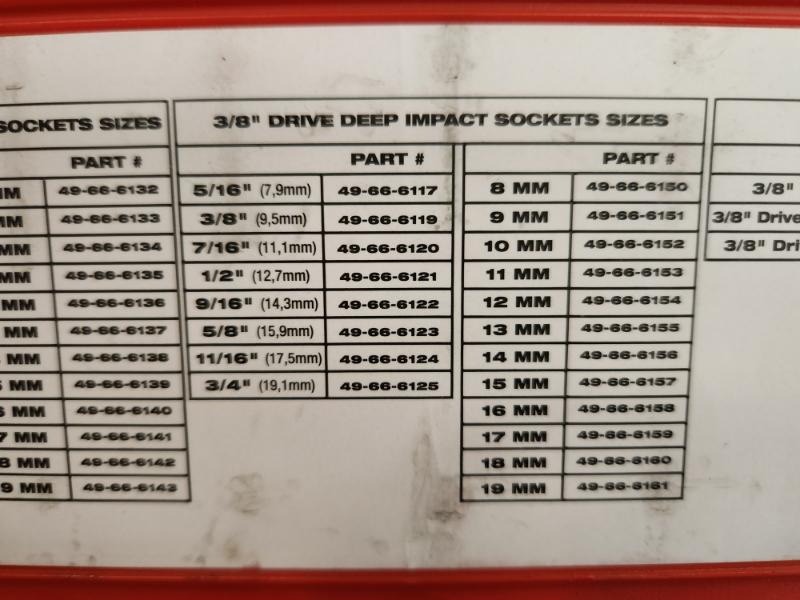 SOCKETS SIZES
PART #
MM 49-66-6132
MM 49-66-6133
MM 49-66-6134
MM 49-66-6135
MM 49-66-6136
MM 49-66-6137
MM 49-66-6138
MM 49-66-6139
6 MM 49-66-6140
7 MM 49-66-6141
8 MM 49-66-6142
9 MM 49-66-6143
3/8" DRIVE DEEP IMPACT SOCKETS SIZES
PART #
5/16" (7,9mm) 49-66-6117
3/8" (9,5mm) 49-66-6119
7/16" (11,1mm) 49-66-6120
1/2" (12,7mm) 49-66-6121
9/16" (14,3mm) 49-66-6122
5/8" (15,9mm) 49-66-6123
11/16" (17,5mm) 49-66-6124
3/4" (19,1mm) 49-66-6125
PART #
8 MM 49-66-6150
9 MM 49-66-6151
10 MM 49-66-6152
11 MM 49-66-6153
12 MM 49-66-6154
13 MM 49-66-6155
14 MM 49-66-6156
15 MM 49-66-6157
16 MM 49-66-6158
17 MM 49-66-6159
18 MM 49-66-6160
19 MM 49-66-6161
3/8"
3/8" Drive
3/8" Dri